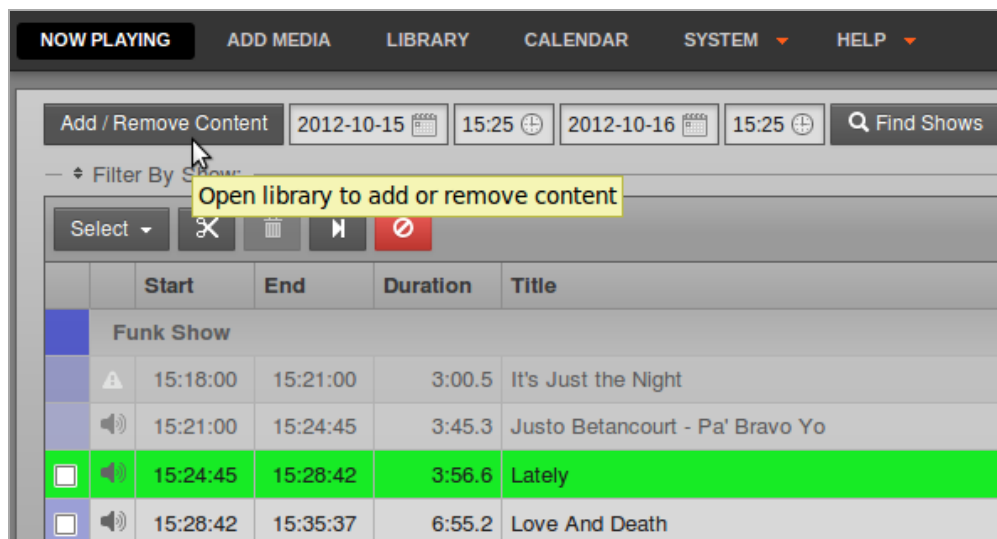 NOW PLAYING ADD MEDIA LIBRARY CALENDAR SYSTEM HELP
Add / Remove Content 2012-10-15 15:25 2012-10-16 15:25 Find Shows
Filter By Show:
Open library to add or remove content
Select
Start End Duration Title
Funk Show
15:18:00 15:21:00 3:00.5 It's Just the Night
15:21:00 15:24:45 3:45.3 Justo Betancourt - Pa' Bravo Yo
15:24:45 15:28:42 3:56.6 Lately
15:28:42 15:35:37 6:55.2 Love And Death